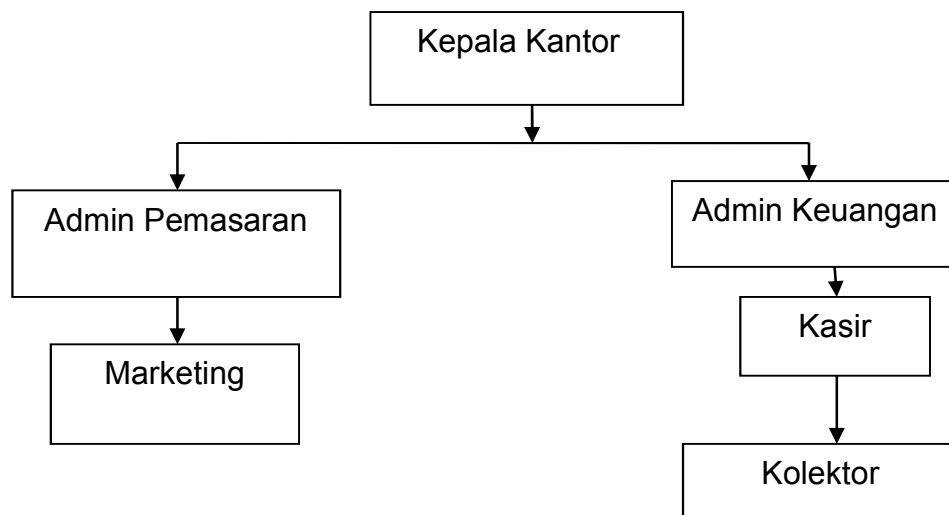 Kepala Kantor
Admin Pemasaran
Admin Keuangan
Kasir
Marketing
Kolektor